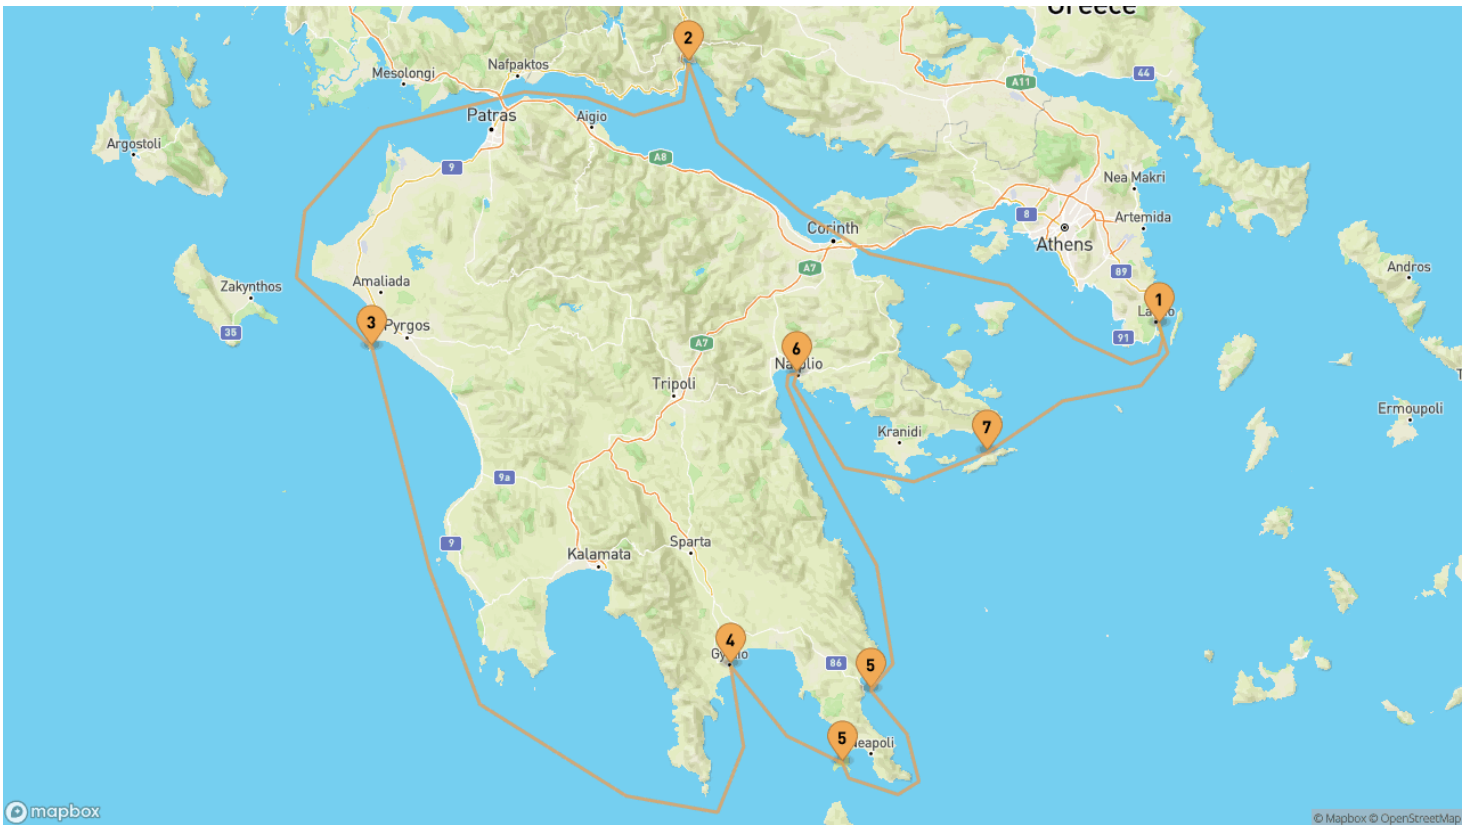 Greece
2
Mesolongi
Nafpaktos
44
A11
Patras
Aigio
Argostoli
A8
9
Nea Makri
8
Artemida
Corinth
Athens
A7
89
Andros
Zakynthos
Amaliada
1
35
3
Pyrgos
91
A7
6
Tripoli
Ermoupoli
7
Kranidi
9a
9
Sparta
Kalamata
4
86
5
5
Neapoli
mapbox
© Mapbox © OpenStreetMap